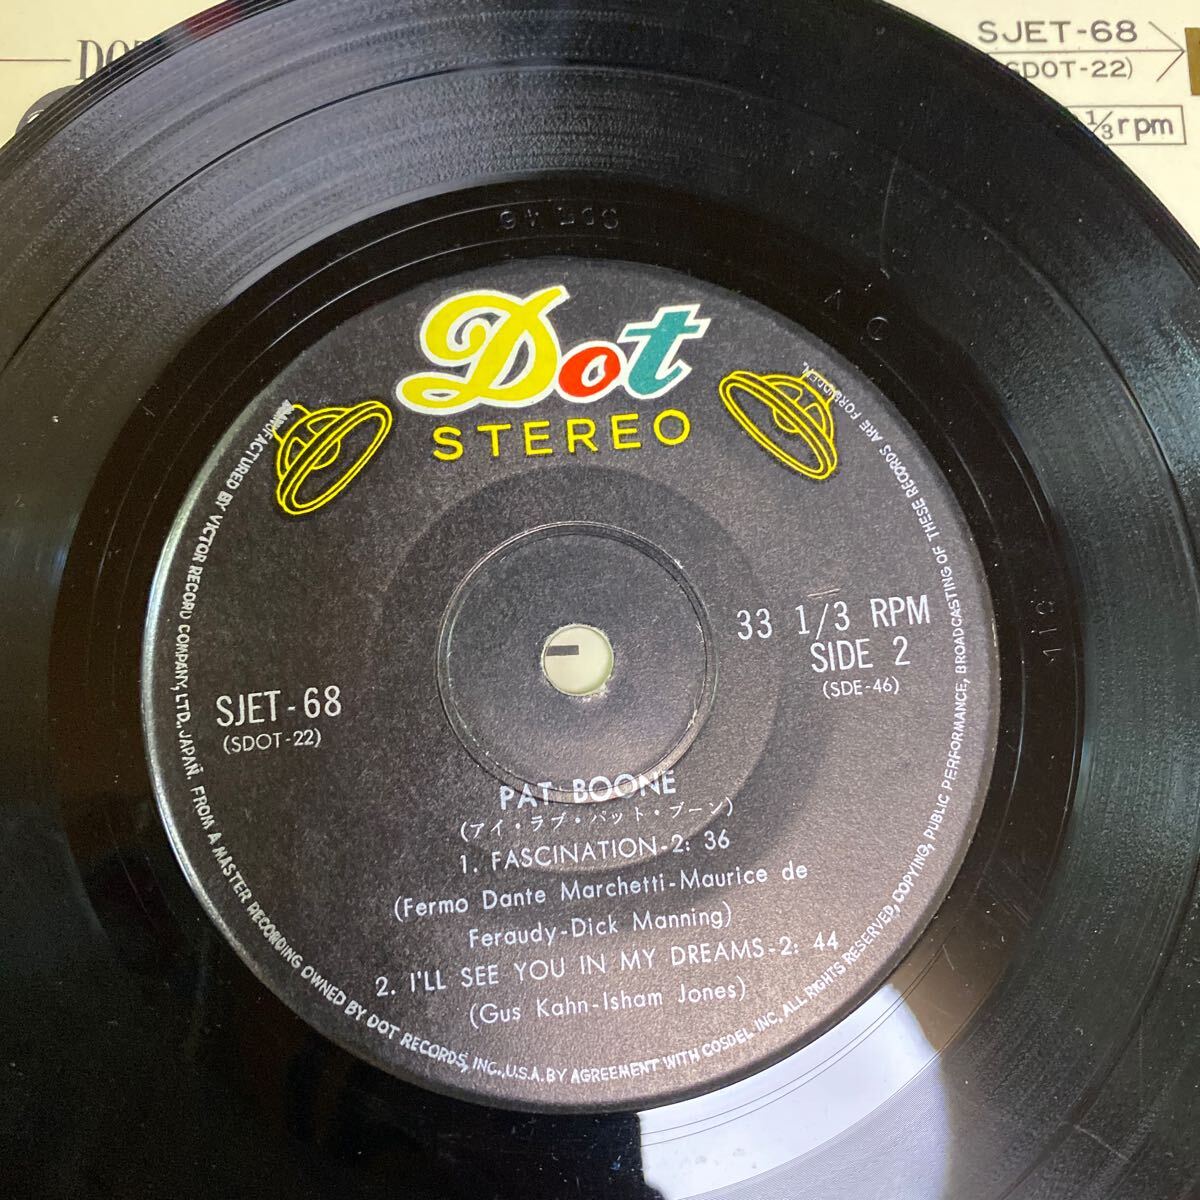 SJET-68
SDOT-22)
1/3 rpm
Dot
STEREO
33 1/3 RPM
SIDE 2
(SDE-46)
SJET-68
(SDOT-22)
PAT BOONE
(アイ・ラブ・パット・ブーン)
1. FASCINATION-2: 36
(Fermo Dante Marchetti-Maurice de
Feraudy-Dick Manning)
2. I'LL SEE YOU IN MY DREAMS-2: 44
(Gus Kahn-Isham Jones)
MANUFACTURED BY VICTOR RECORD COMPANY, LTD., JAPAN. FROM A MASTER RECORDING OWNED BY DOT RECORDS, INC., U.S.A. BY AGREEMENT WITH COSDEL INC. ALL RIGHTS RESERVED, COPYING, PUBLIC PERFORMANCE, BROADCASTING OF THESE RECORDS ARE FORBIDDEN.